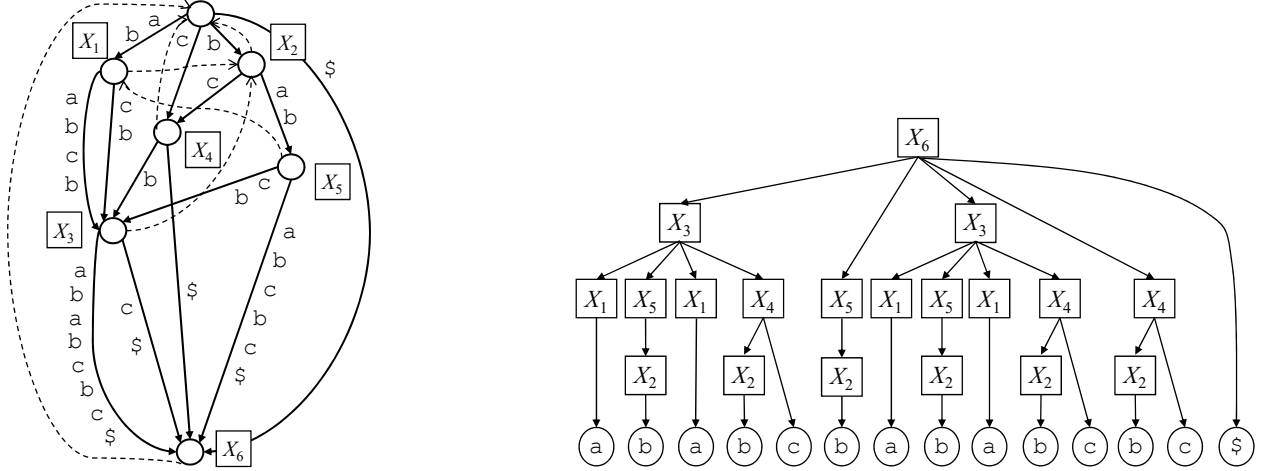 a
b
c
b
X₁
X₂
$
c
a
b
a
b
c
b
c
b
X₄
b
c
b
X₅
X₃
a
b
a
b
c
b
c
$
c
$
$
a
b
c
b
c
$
X₆
X₆
X₃ X₃
X₁ X₅ X₁ X₄ X₅ X₁ X₅ X₁ X₄ X₄
X₂ X₂ X₂ X₂ X₂ X₂
a b a b c b a b a b c b c $